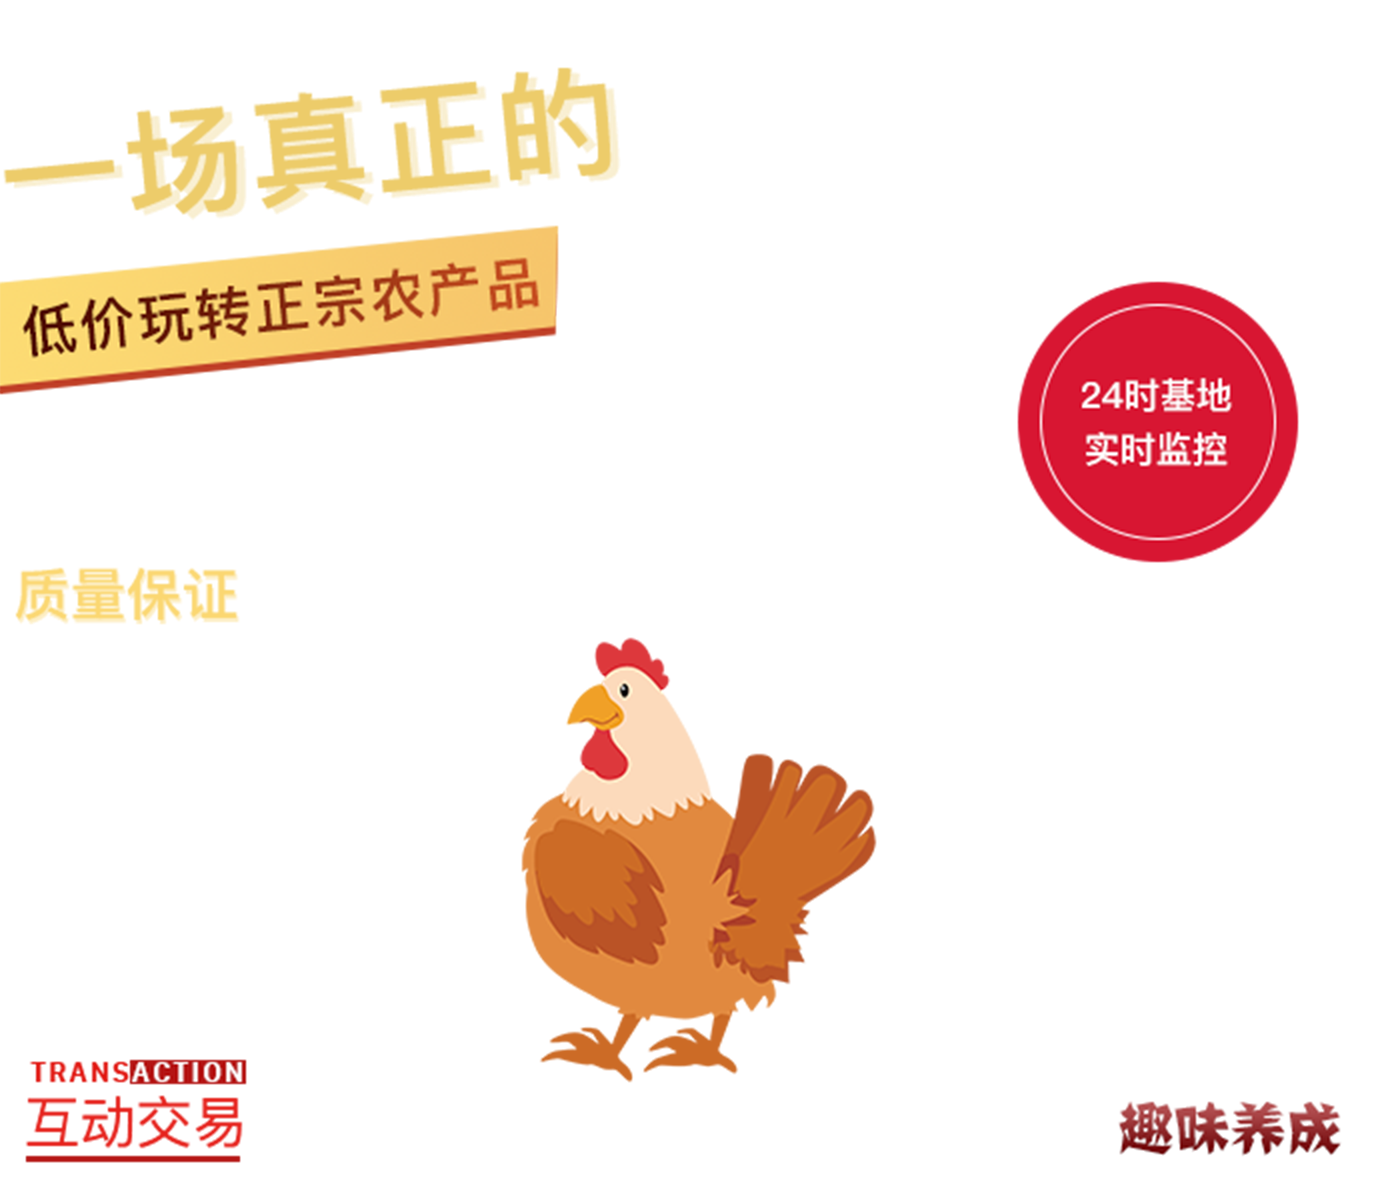 一场真正的
低价玩转正宗农产品
24时基地
实时监控
质量保证
TRANSACTION
互动交易
趣味养成